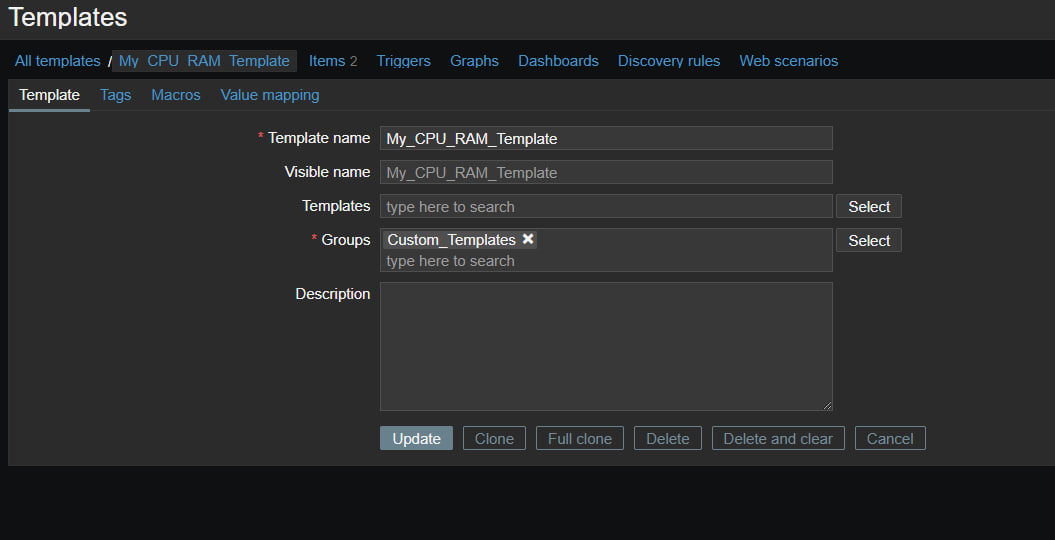 Templates
All templates / My_CPU_RAM_Template Items 2 Triggers Graphs Dashboards Discovery rules Web scenarios
Template Tags Macros Value mapping
* Template name My_CPU_RAM_Template
Visible name My_CPU_RAM_Template
Templates type here to search Select
* Groups Custom_Templates ✖ Select
type here to search
Description
Update Clone Full clone Delete Delete and clear Cancel